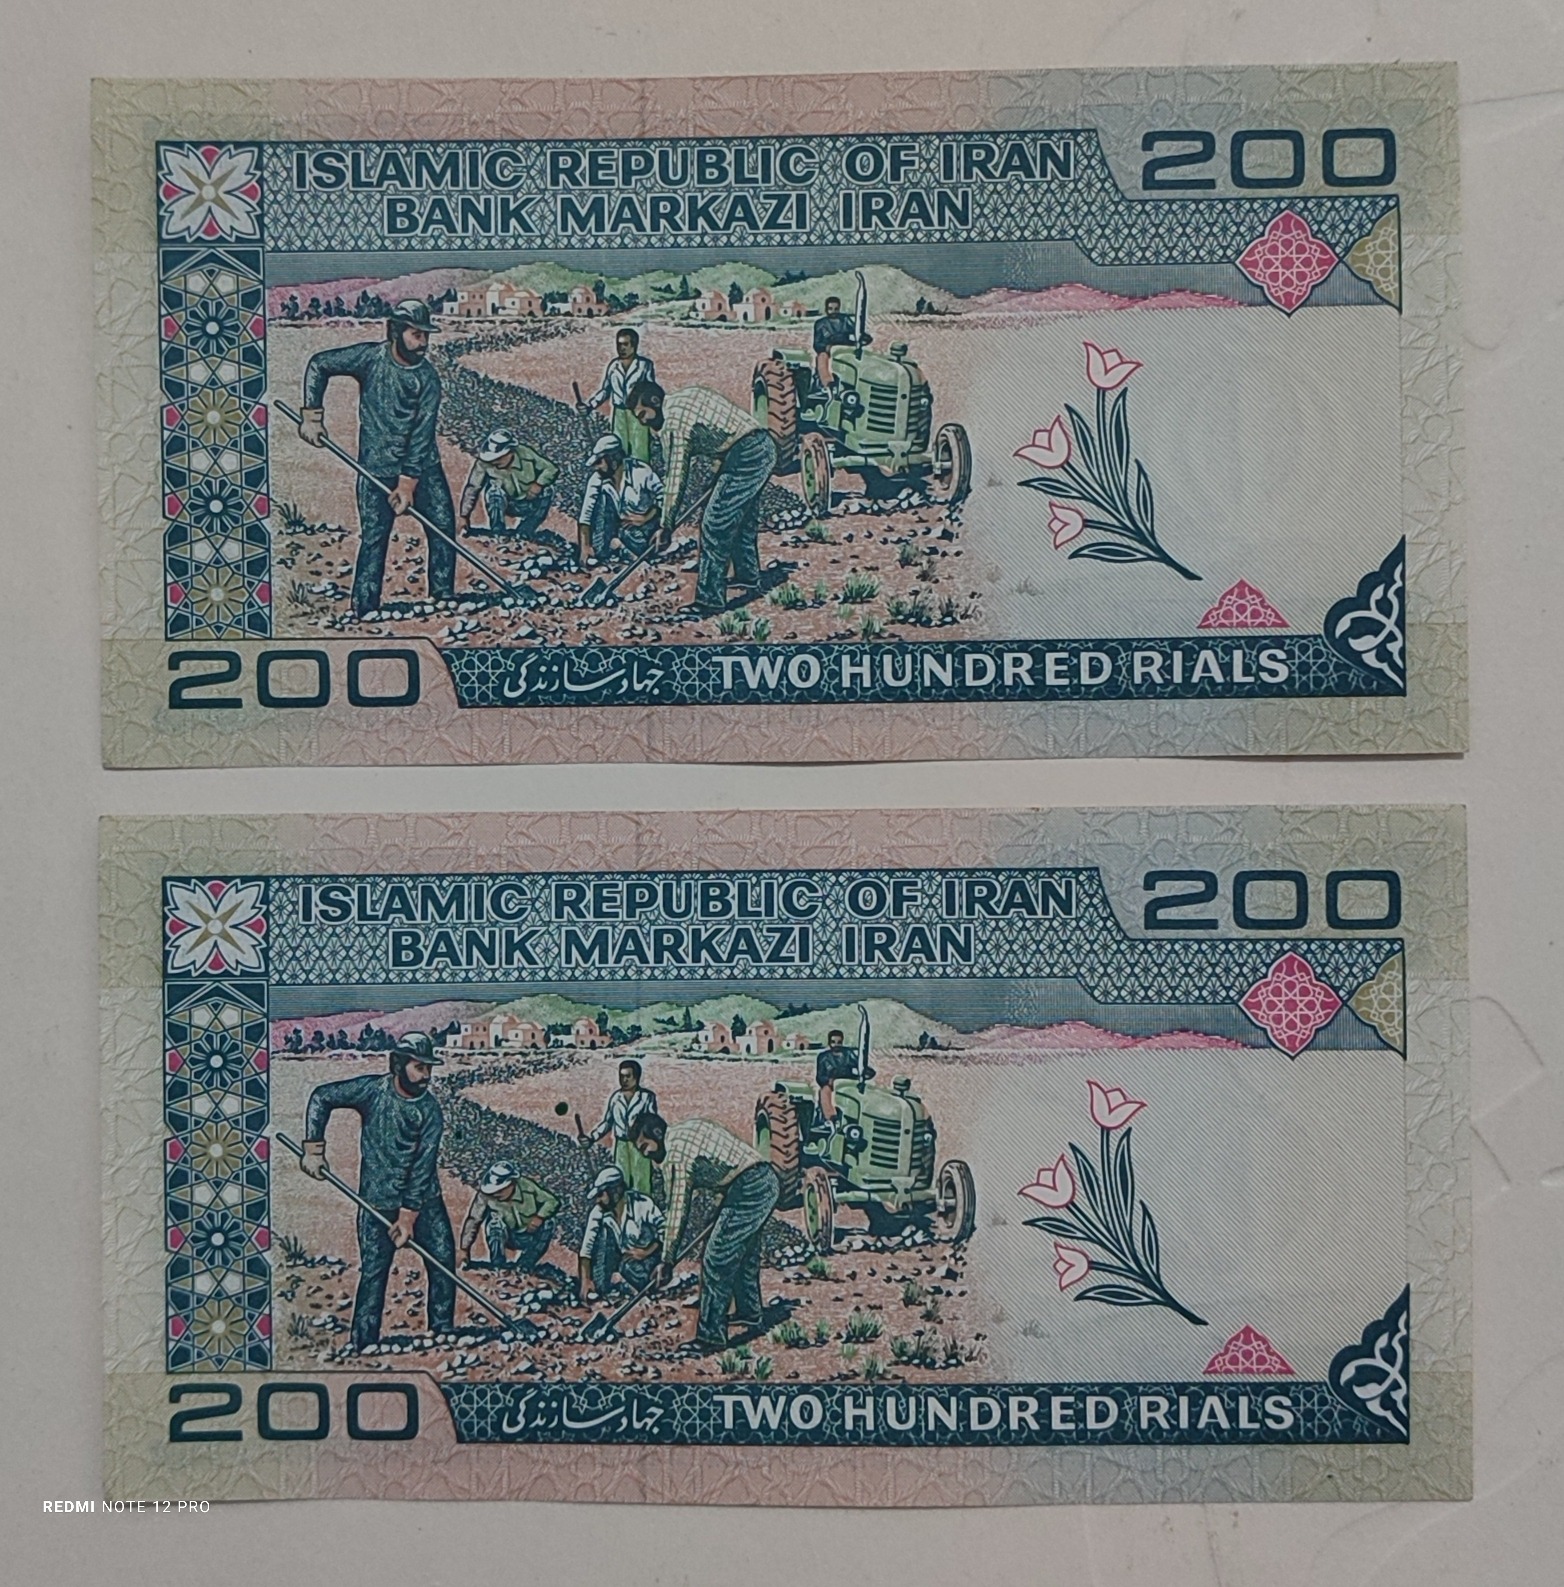 ISLAMIC REPUBLIC OF IRAN
BANK MARKAZI IRAN
200
200
جهاد سازندگی
TWO HUNDRED RIALS
ISLAMIC REPUBLIC OF IRAN
BANK MARKAZI IRAN
200
200
جهاد سازندگی
TWO HUNDRED RIALS
REDMI NOTE 12 PRO